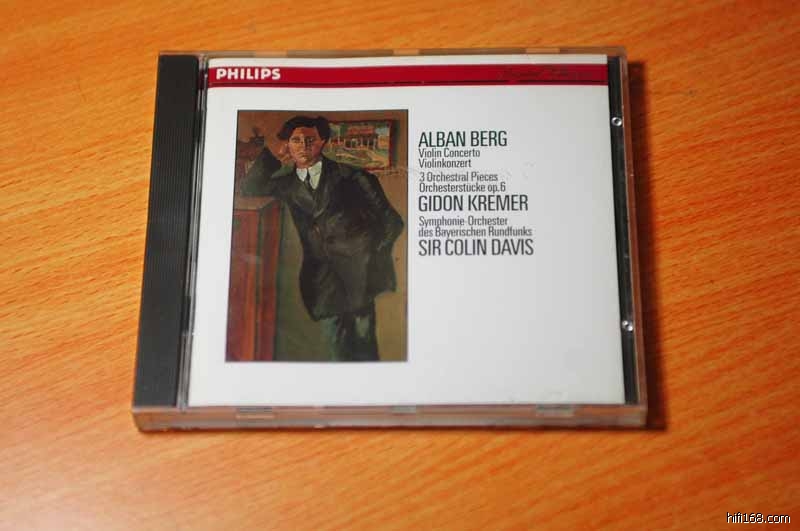 PHILIPS
ALBAN BERG
Violin Concerto
Violinkonzert
3 Orchestral Pieces
Orchesterstücke op.6
GIDON KREMER
Symphonie-Orchester
des Bayerischen Rundfunks
SIR COLIN DAVIS
hifi168.com